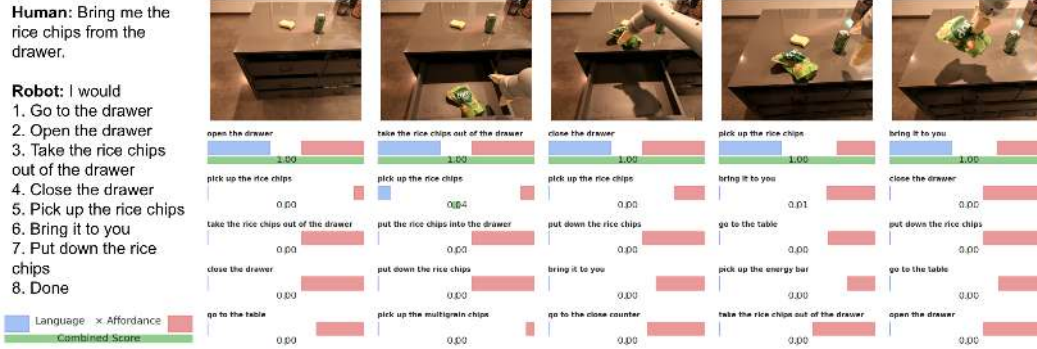 Human: Bring me the
rice chips from the
drawer.
Robot: I would
1. Go to the drawer
2. Open the drawer
3. Take the rice chips
out of the drawer
4. Close the drawer
5. Pick up the rice chips
6. Bring it to you
7. Put down the rice
chips
8. Done
Language × Affordance
Combined Score
open the drawer
1.00
pick up the rice chips
0.00
take the rice chips out of the drawer
0.00
close the drawer
0.00
go to the table
0.00
take the rice chips out of the drawer
1.00
pick up the rice chips
0.04
put the rice chips into the drawer
0.00
put down the rice chips
0.00
pick up the multigrain chips
0.00
close the drawer
1.00
pick up the rice chips
0.00
put down the rice chips
0.00
bring it to you
0.00
go to the close counter
0.00
pick up the rice chips
1.00
bring it to you
0.01
go to the table
0.00
pick up the energy bar
0.00
take the rice chips out of the drawer
0.00
bring it to you
1.00
close the drawer
0.00
put down the rice chips
0.00
go to the table
0.00
open the drawer
0.00